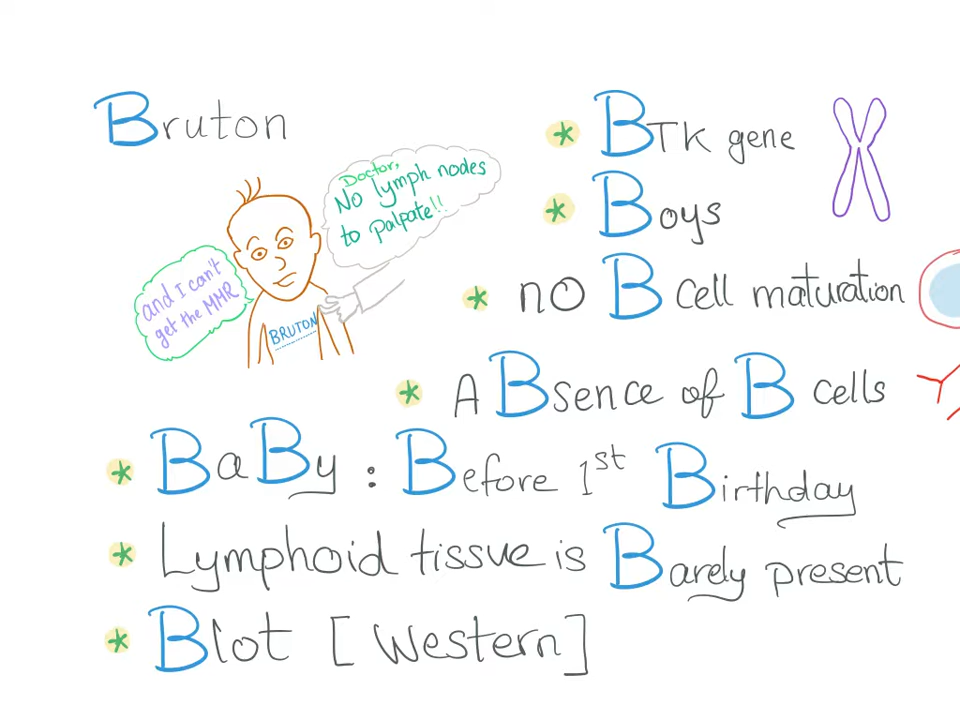 Bruton
Doctor,
No lymph nodes
to palpate!!
and I can't
get the MMR
BRUTON
* BTK gene
* Boys
* no B cell maturation
* A Bsence of B cells
* BaBy : Before 1st Birthday
* Lymphoid tissue is Barely present
* Blot [Western]